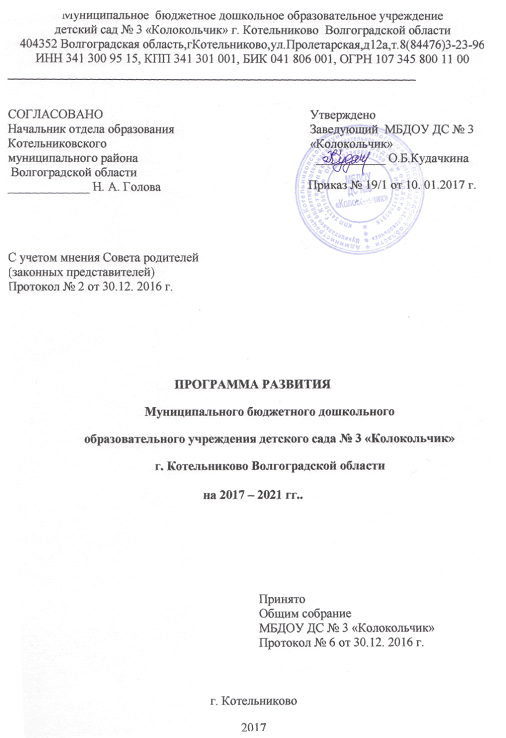 Муниципальное бюджетное дошкольное образовательное учреждение
детский сад № 3 «Колокольчик» г. Котельниково Волгоградской области
404352 Волгоградская область,гКотельниково,ул.Пролетарская,д12а,т.8(84476)3-23-96
ИНН 341 300 95 15, КПП 341 301 001, БИК 041 806 001, ОГРН 107 345 800 11 00
СОГЛАСОВАНО
Начальник отдела образования
Котельниковского
муниципального района
Волгоградской области
______________ Н. А. Голова
Утверждено
Заведующий МБДОУ ДС № 3
«Колокольчик»
О.Б.Кудачкина
Приказ № 19/1 от 10. 01.2017 г.
МБДОУ
«Колокольчик»
С учетом мнения Совета родителей
(законных представителей)
Протокол № 2 от 30.12. 2016 г.
ПРОГРАММА РАЗВИТИЯ
Муниципального бюджетного дошкольного
образовательного учреждения детского сада № 3 «Колокольчик»
г. Котельниково Волгоградской области
на 2017 – 2021 гг..
Принято
Общим собрание
МБДОУ ДС № 3 «Колокольчик»
Протокол № 6 от 30.12. 2016 г.
г. Котельниково
2017